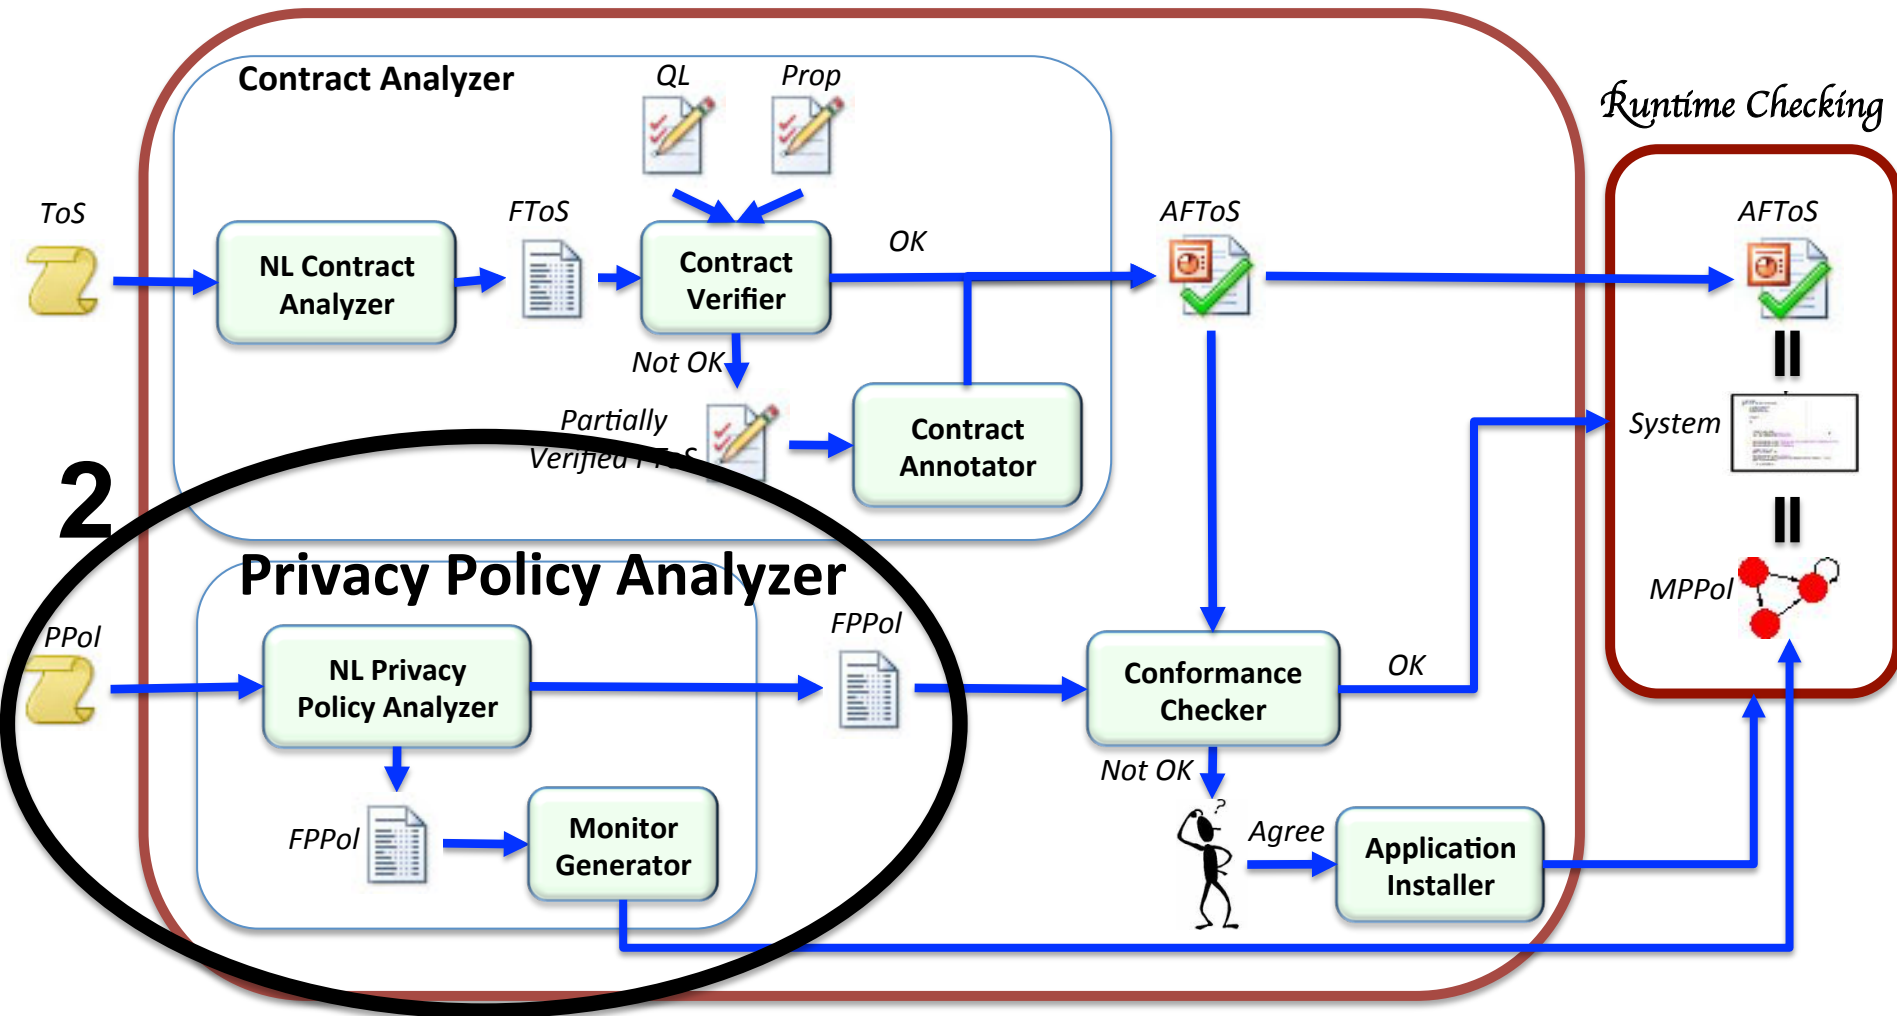 Contract Analyzer
QL
Prop
Runtime Checking
ToS
FToS
AFToS
AFToS
NL Contract
Analyzer
Contract
Verifier
OK
Not OK
System
Partially
Verified FToS
Contract
Annotator
2
Privacy Policy Analyzer
MPPol
PPol
FPPol
NL Privacy
Policy Analyzer
Conformance
Checker
OK
Not OK
?
FPPol
Monitor
Generator
Agree
Application
Installer